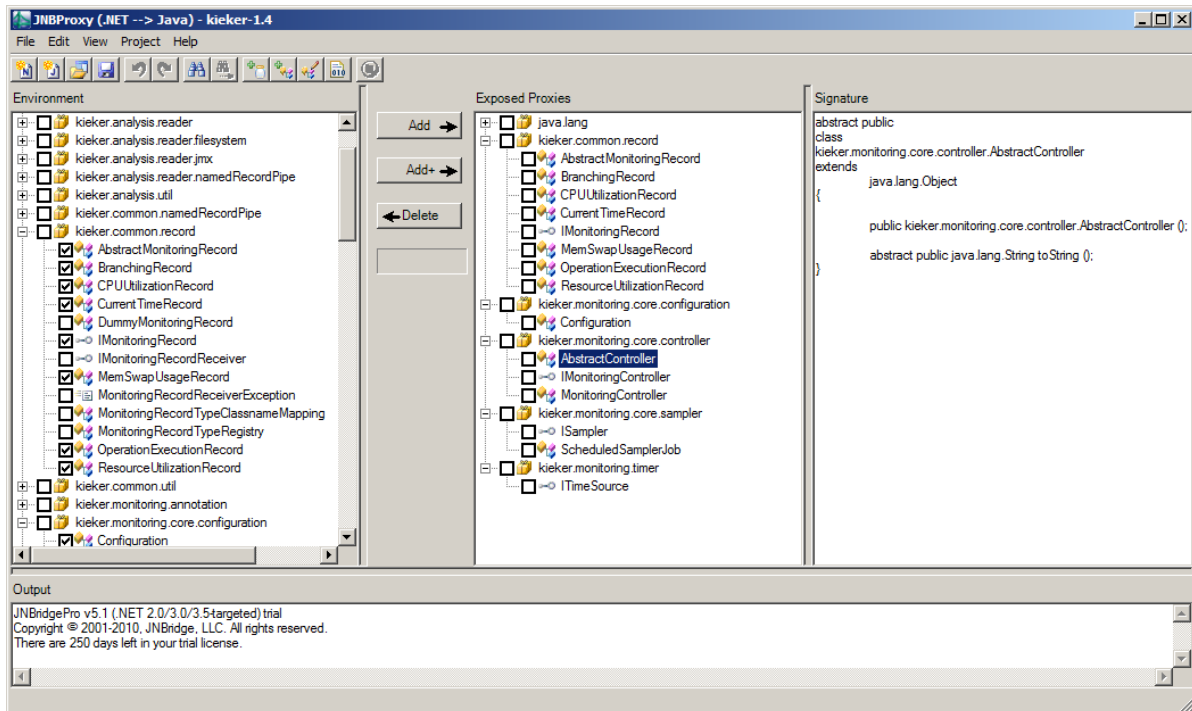 JNBProxy (.NET --> Java) - kieker-1.4
File Edit View Project Help
Environment
kieker.analysis.reader
kieker.analysis.reader.filesystem
kieker.analysis.reader.jmx
kieker.analysis.reader.namedRecordPipe
kieker.analysis.util
kieker.common.namedRecordPipe
kieker.common.record
AbstractMonitoringRecord
BranchingRecord
CPUUtilizationRecord
CurrentTimeRecord
DummyMonitoringRecord
IMonitoringRecord
IMonitoringRecordReceiver
MemSwapUsageRecord
MonitoringRecordReceiverException
MonitoringRecordTypeClassnameMapping
MonitoringRecordTypeRegistry
OperationExecutionRecord
ResourceUtilizationRecord
kieker.common.util
kieker.monitoring.annotation
kieker.monitoring.core.configuration
Configuration
Add
Add+
Delete
Exposed Proxies
java.lang
kieker.common.record
AbstractMonitoringRecord
BranchingRecord
CPUUtilizationRecord
CurrentTimeRecord
IMonitoringRecord
MemSwapUsageRecord
OperationExecutionRecord
ResourceUtilizationRecord
kieker.monitoring.core.configuration
Configuration
kieker.monitoring.core.controller
AbstractController
IMonitoringController
MonitoringController
kieker.monitoring.core.sampler
ISampler
ScheduledSamplerJob
kieker.monitoring.timer
ITimeSource
Signature
abstract public
class
kieker.monitoring.core.controller.AbstractController
extends
java.lang.Object
{
public kieker.monitoring.core.controller.AbstractController ();
abstract public java.lang.String toString ();
}
Output
JNBridgePro v5.1 (.NET 2.0/3.0/3.5-targeted) trial
Copyright © 2001-2010, JNBridge, LLC. All rights reserved.
There are 250 days left in your trial license.